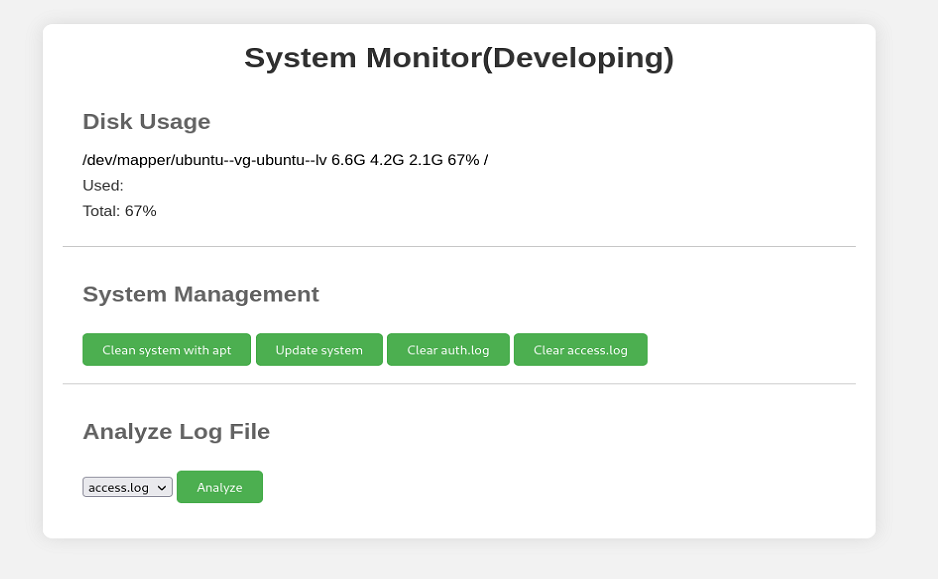 System Monitor(Developing)
Disk Usage
/dev/mapper/ubuntu--vg-ubuntu--lv 6.6G 4.2G 2.1G 67% /
Used:
Total: 67%
System Management
Clean system with apt Update system Clear auth.log Clear access.log
Analyze Log File
access.log Analyze